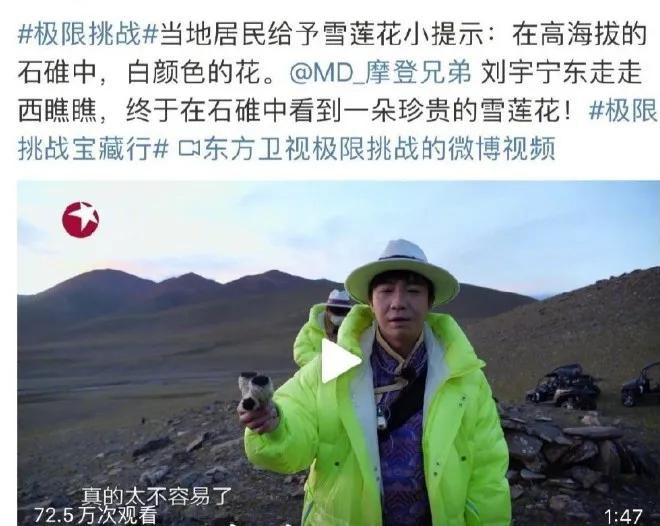 #极限挑战#当地居民给予雪莲花小提示：在高海拔的
石碓中，白颜色的花。@MD_摩登兄弟 刘宇宁东走走
西瞧瞧，终于在石碓中看到一朵珍贵的雪莲花！#极限
挑战宝藏行# 东方卫视极限挑战的微博视频
真的太不容易了
72.5万次观看
1:47